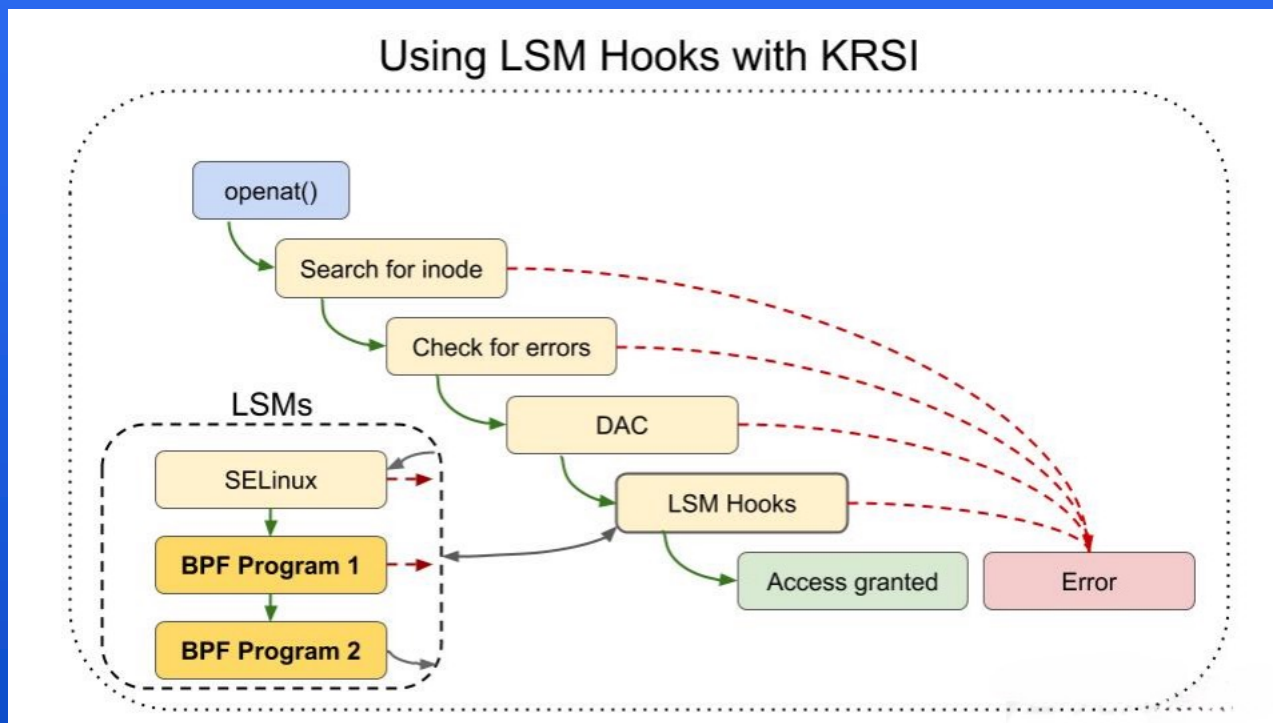 Using LSM Hooks with KRSI
openat()
Search for inode
Check for errors
DAC
LSM Hooks
Access granted
Error
LSMs
SELinux
BPF Program 1
BPF Program 2